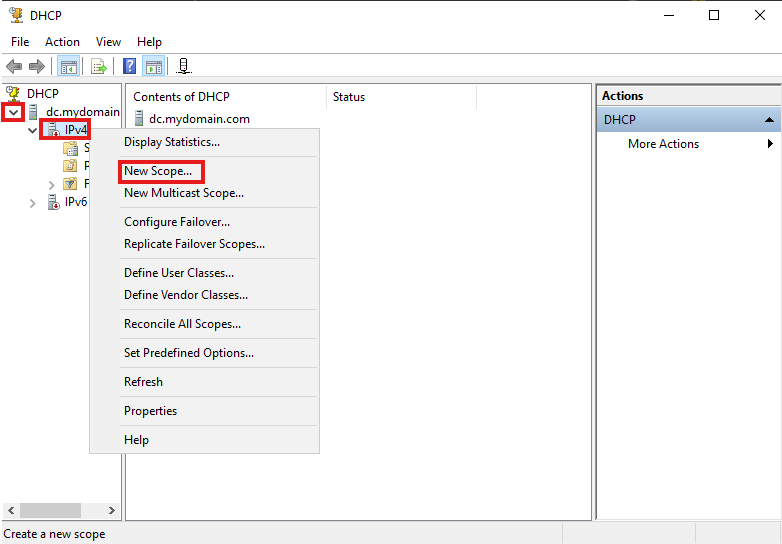 DHCP
File Action View Help
DHCP
dc.mydomain
IPv4
S
P
F
IPv6
Contents of DHCP Status
dc.mydomain.com
Display Statistics...
New Scope...
New Multicast Scope...
Configure Failover...
Replicate Failover Scopes...
Define User Classes...
Define Vendor Classes...
Reconcile All Scopes...
Set Predefined Options...
Refresh
Properties
Help
Actions
DHCP
More Actions
Create a new scope